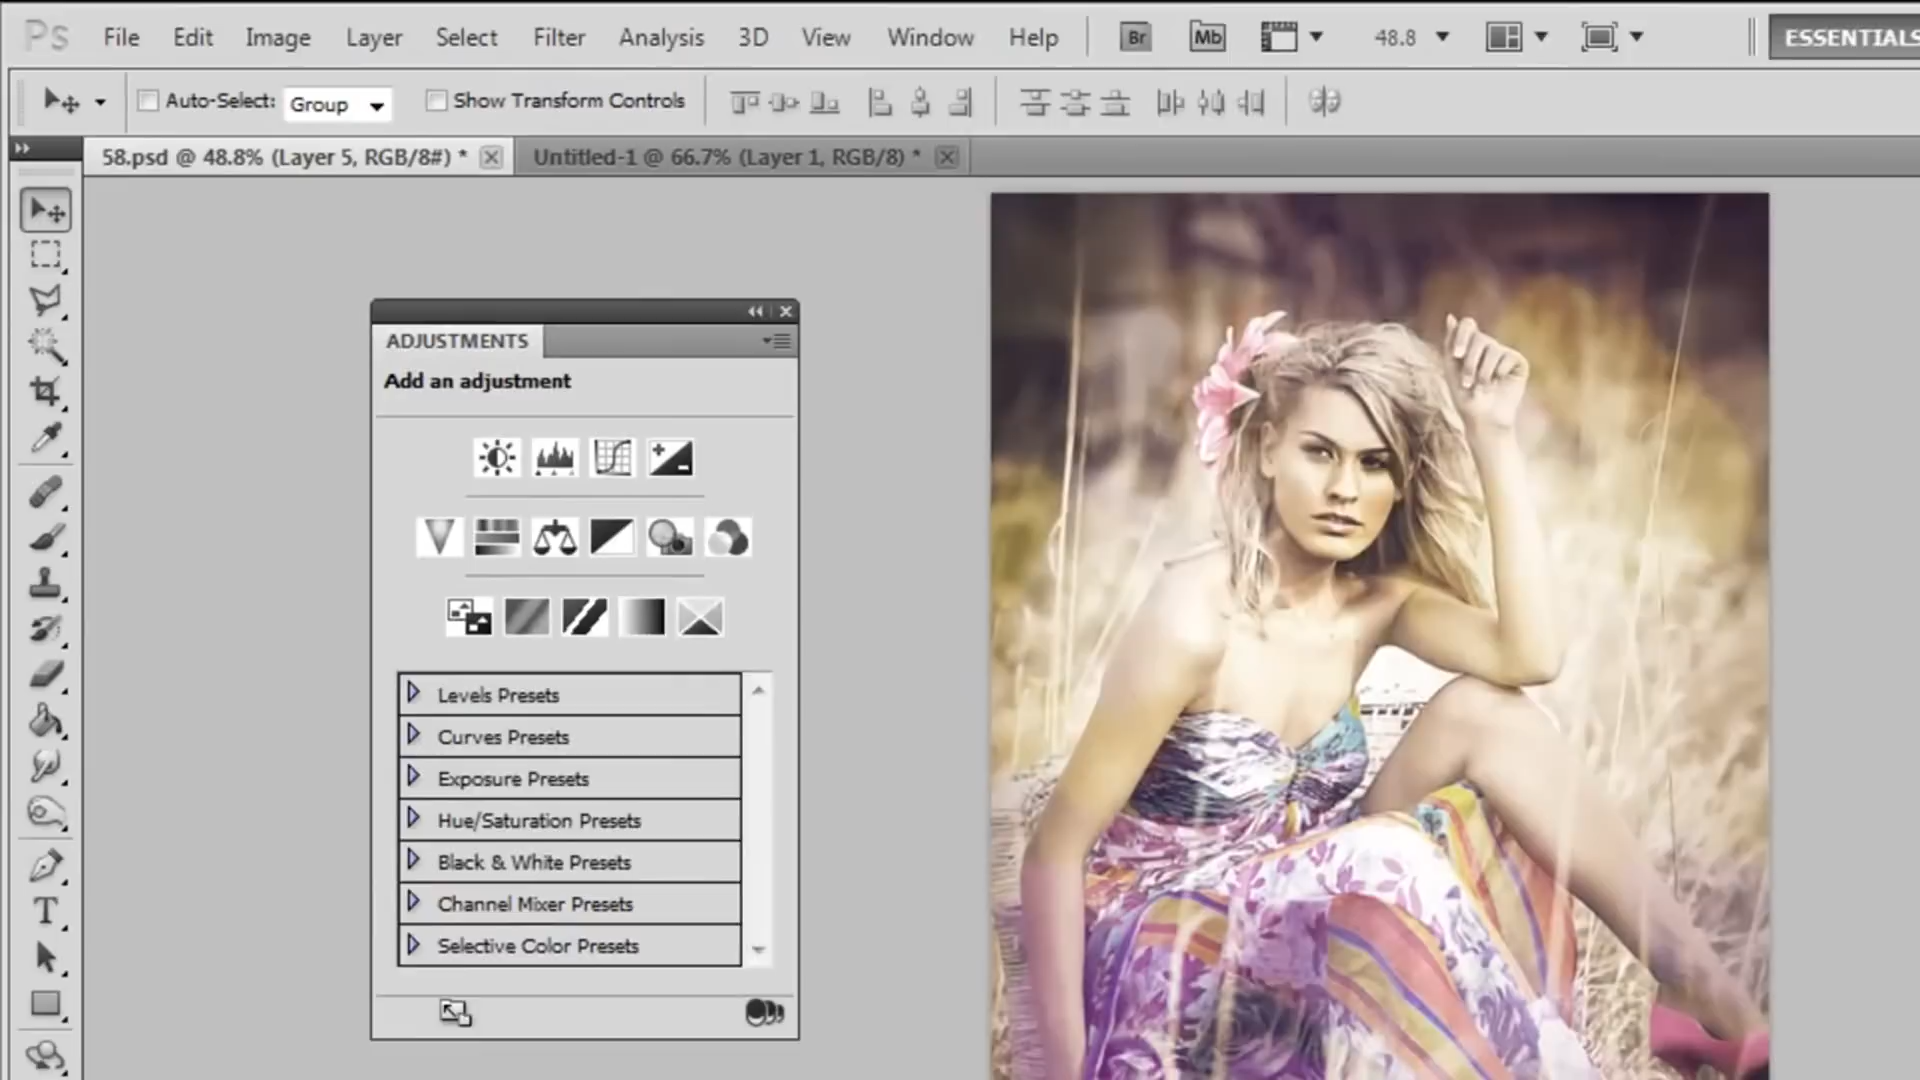 Ps File Edit Image Layer Select Filter Analysis 3D View Window Help Br Mb 48.8 ESSENTIALS
Auto-Select: Group Show Transform Controls
58.psd @ 48.8% (Layer 5, RGB/8#) * Untitled-1 @ 66.7% (Layer 1, RGB/8) *
ADJUSTMENTS
Add an adjustment
Levels Presets
Curves Presets
Exposure Presets
Hue/Saturation Presets
Black & White Presets
Channel Mixer Presets
Selective Color Presets
T